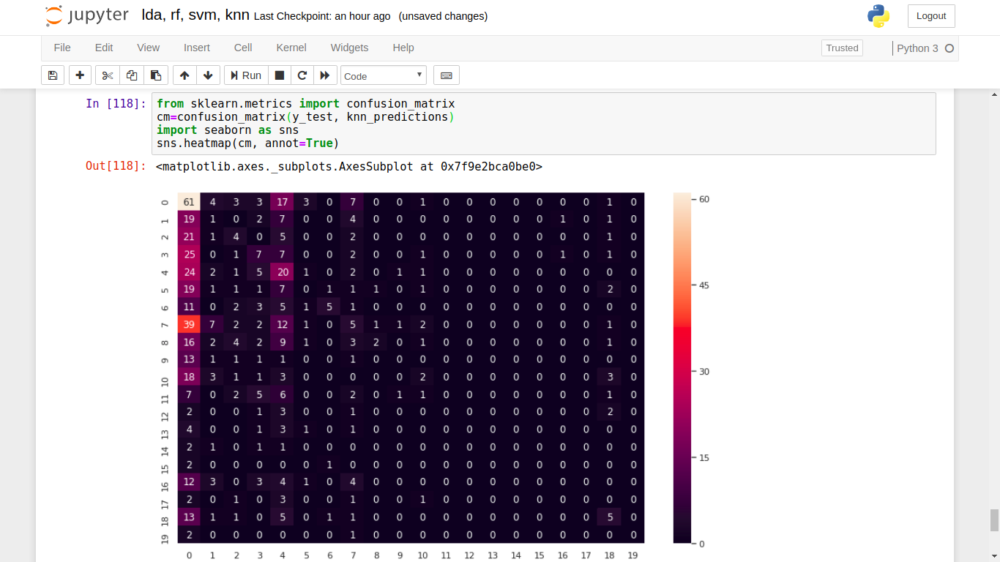 jupyter lda, rf, svm, knn Last Checkpoint: an hour ago (unsaved changes) Logout
File Edit View Insert Cell Kernel Widgets Help Trusted Python 3
Run Code
In [118]: from sklearn.metrics import confusion_matrix
cm=confusion_matrix(y_test, knn_predictions)
import seaborn as sns
sns.heatmap(cm, annot=True)
Out[118]: <matplotlib.axes._subplots.AxesSubplot at 0x7f9e2bca0be0>
0 61 4 3 3 17 3 0 7 0 0 1 0 0 0 0 0 0 0 1 0 60
1 19 1 0 2 7 0 0 4 0 0 0 0 0 0 0 0 1 0 1 0
2 21 1 4 0 5 0 0 2 0 0 0 0 0 0 0 0 0 0 1 0
3 25 0 1 7 7 0 0 2 0 0 1 0 0 0 0 0 1 0 1 0
4 24 2 1 5 20 1 0 2 0 1 1 0 0 0 0 0 0 0 0 0 45
5 19 1 1 1 7 0 1 1 1 0 1 0 0 0 0 0 0 0 2 0
6 11 0 2 3 5 1 5 1 0 0 0 0 0 0 0 0 0 0 0 0
7 39 7 2 2 12 1 0 5 1 1 2 0 0 0 0 0 0 0 1 0
8 16 2 4 2 9 1 0 3 2 0 1 0 0 0 0 0 0 0 1 0
9 13 1 1 1 1 0 0 1 0 0 0 0 0 0 0 0 0 0 0 0
10 18 3 1 1 3 0 0 0 0 0 2 0 0 0 0 0 0 0 3 0 30
11 7 0 2 5 6 0 0 2 0 1 1 0 0 0 0 0 0 0 1 0
12 2 0 0 1 3 0 0 1 0 0 0 0 0 0 0 0 0 0 2 0
13 4 0 0 1 3 1 0 1 0 0 0 0 0 0 0 0 0 0 0 0
14 2 1 0 1 1 0 0 0 0 0 0 0 0 0 0 0 0 0 0 0
15 2 0 0 0 0 0 1 0 0 0 0 0 0 0 0 0 0 0 0 0 15
16 12 3 0 3 4 1 0 4 0 0 0 0 0 0 0 0 0 0 0 0
17 2 0 1 0 3 0 0 1 0 0 1 0 0 0 0 0 0 0 0 0
18 13 1 1 0 5 0 1 1 0 0 0 0 0 0 0 0 0 0 5 0
19 2 0 0 0 0 0 0 1 0 0 0 0 0 0 0 0 0 0 0 0 0
0 1 2 3 4 5 6 7 8 9 10 11 12 13 14 15 16 17 18 19